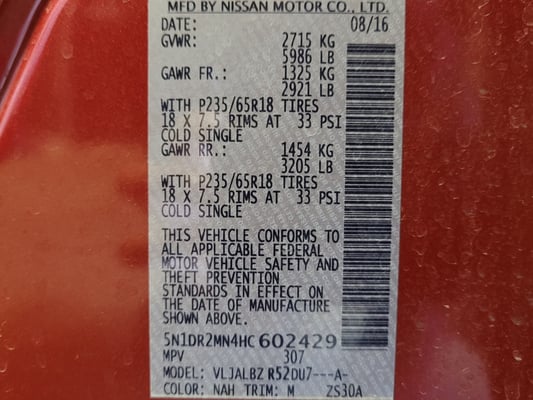 MFD BY NISSAN MOTOR CO., LTD.
DATE: 08/16
GVWR: 2715 KG
5986 LB
GAWR FR.: 1325 KG
2921 LB
WITH P235/65R18 TIRES
18 X 7.5 RIMS AT 33 PSI
COLD SINGLE
GAWR RR.: 1454 KG
3205 LB
WITH P235/65R18 TIRES
18 X 7.5 RIMS AT 33 PSI
COLD SINGLE
THIS VEHICLE CONFORMS TO
ALL APPLICABLE FEDERAL
MOTOR VEHICLE SAFETY AND
THEFT PREVENTION
STANDARDS IN EFFECT ON
THE DATE OF MANUFACTURE
SHOWN ABOVE.
5N1DR2MN4HC602429
MPV 307
MODEL: VLJALBZ R52DU7---A-
COLOR: NAH TRIM: M ZS30A